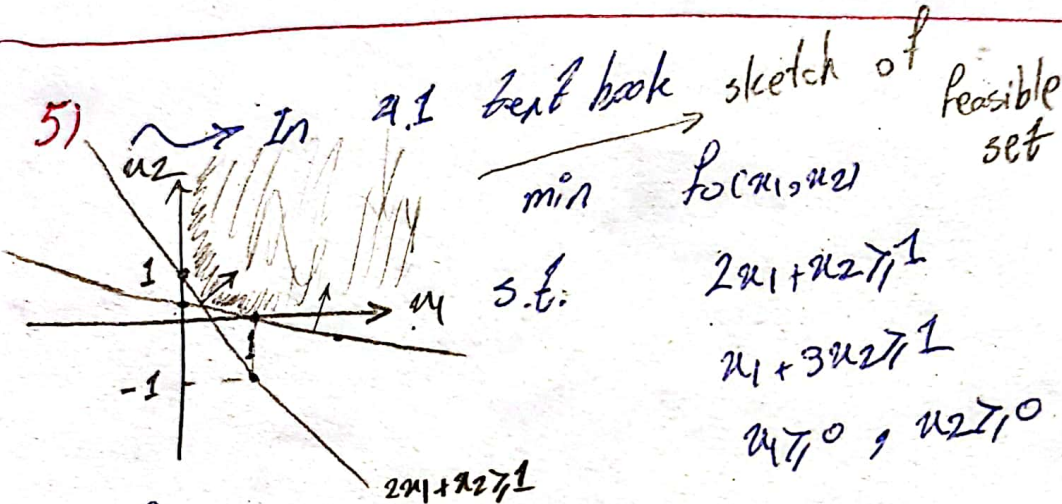 5) In 4.1 text book sketch of feasible set
min f0(x1,x2)
s.t. 2x1+x2⩾1
x1+3x2⩾1
x1⩾0, x2⩾0
x2
1
x1
1
-1
2x1+x2⩾1